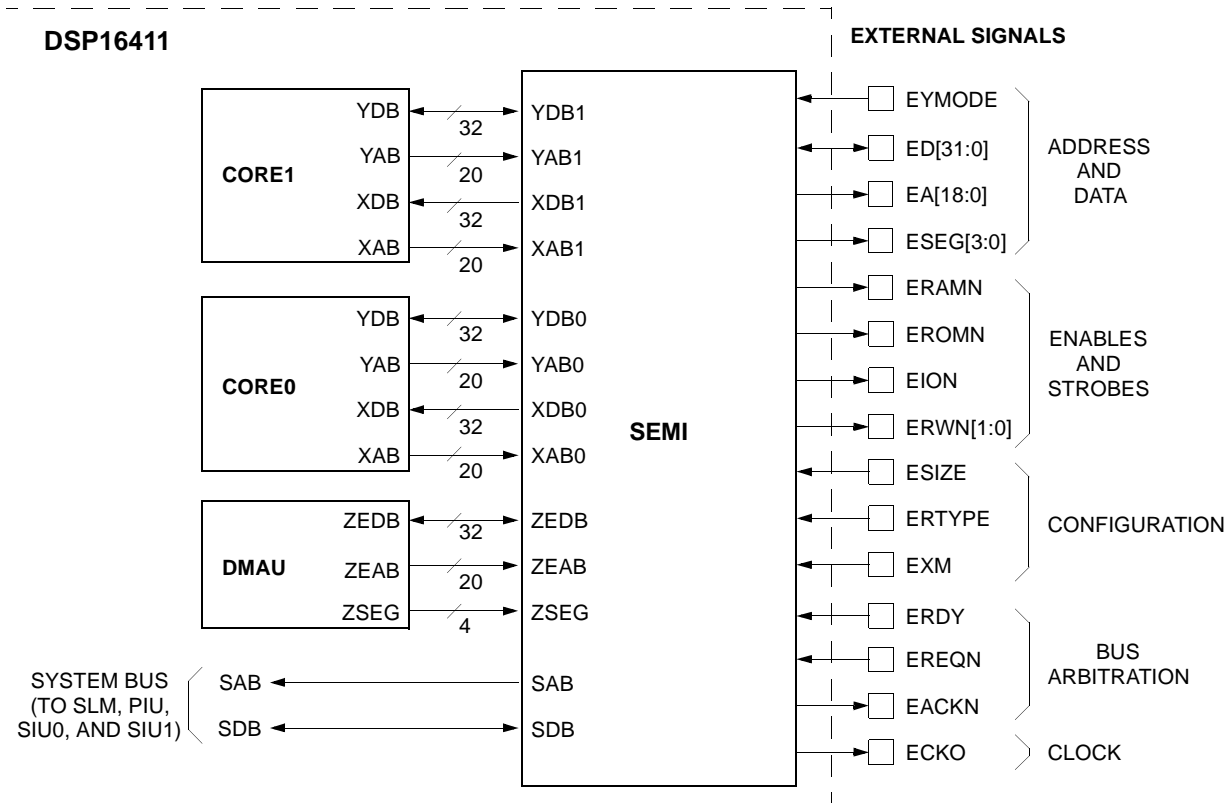 DSP16411
EXTERNAL SIGNALS
CORE1
YDB
32
YDB1
YAB
20
YAB1
XDB
32
XDB1
XAB
20
XAB1
CORE0
YDB
32
YDB0
YAB
20
YAB0
XDB
32
XDB0
XAB
20
XAB0
DMAU
ZEDB
32
ZEDB
ZEAB
20
ZEAB
ZSEG
4
ZSEG
SYSTEM BUS
(TO SLM, PIU,
SIU0, AND SIU1)
SAB
SAB
SDB
SDB
SEMI
EYMODE
ED[31:0]
EA[18:0]
ESEG[3:0]
ADDRESS
AND
DATA
ERAMN
EROMN
EION
ERWN[1:0]
ENABLES
AND
STROBES
ESIZE
ERTYPE
EXM
CONFIGURATION
ERDY
EREQN
EACKN
BUS
ARBITRATION
ECKO
CLOCK